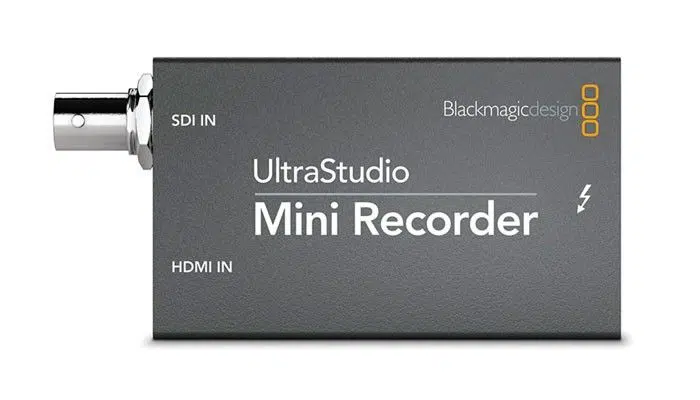 SDI IN
Blackmagicdesign
UltraStudio
Mini Recorder
HDMI IN